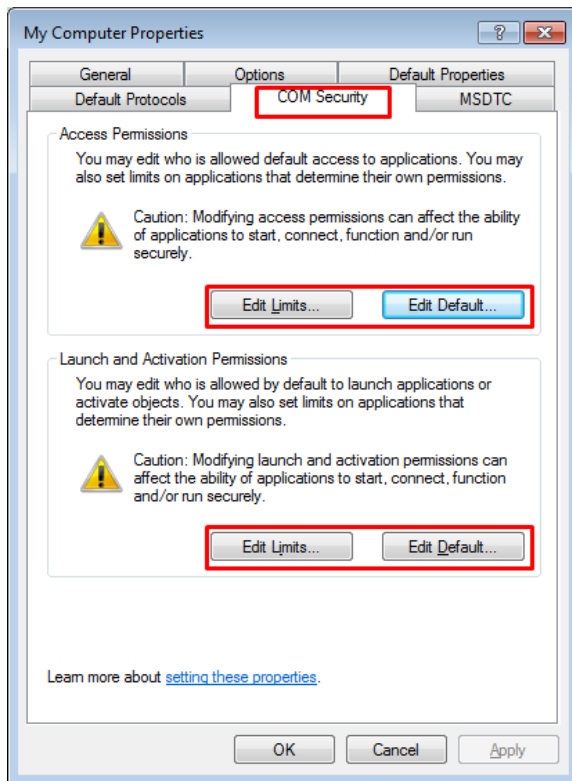 My Computer Properties
General Options Default Properties
Default Protocols COM Security MSDTC
Access Permissions
You may edit who is allowed default access to applications. You may
also set limits on applications that determine their own permissions.
Caution: Modifying access permissions can affect the ability
of applications to start, connect, function and/or run
securely.
Edit Limits... Edit Default...
Launch and Activation Permissions
You may edit who is allowed by default to launch applications or
activate objects. You may also set limits on applications that
determine their own permissions.
Caution: Modifying launch and activation permissions can
affect the ability of applications to start, connect, function
and/or run securely.
Edit Limits... Edit Default...
Learn more about setting these properties.
OK Cancel Apply